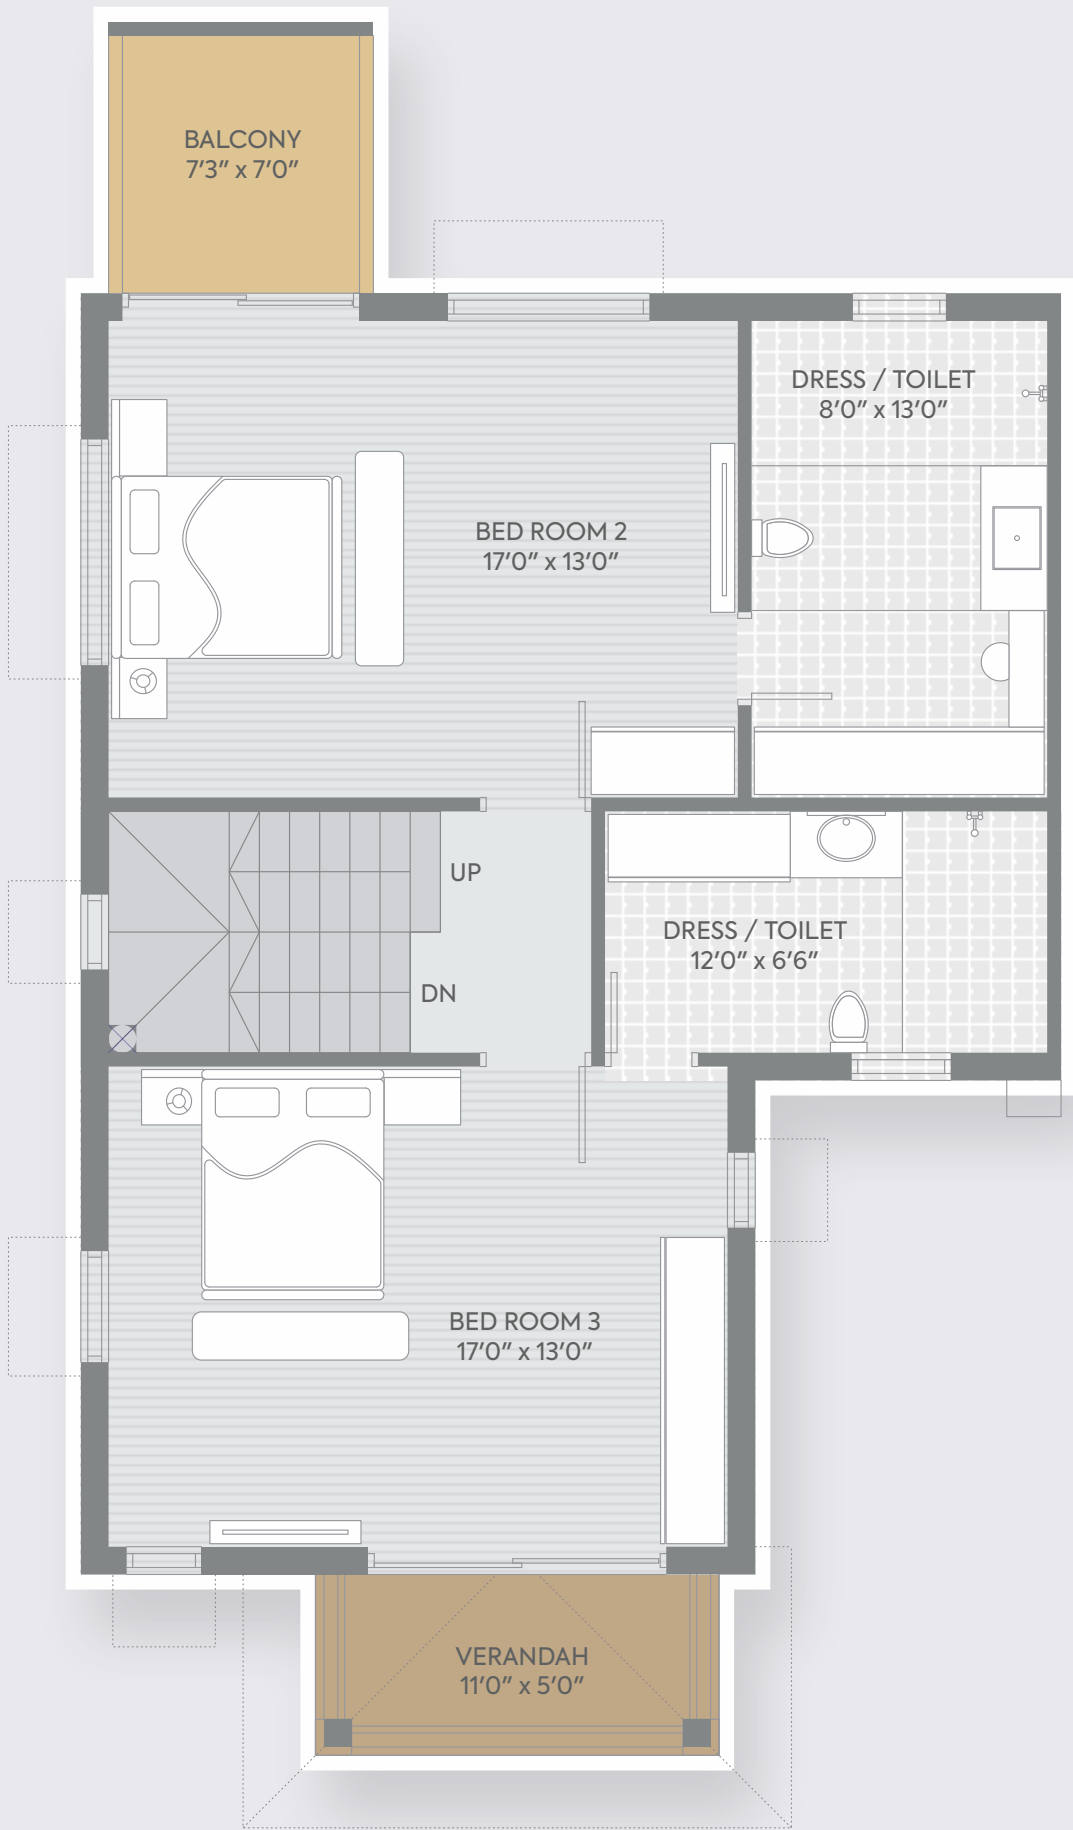 BALCONY
7'3" x 7'0"
DRESS / TOILET
8'0" x 13'0"
BED ROOM 2
17'0" x 13'0"
UP
DRESS / TOILET
12'0" x 6'6"
DN
BED ROOM 3
17'0" x 13'0"
VERANDAH
11'0" x 5'0"